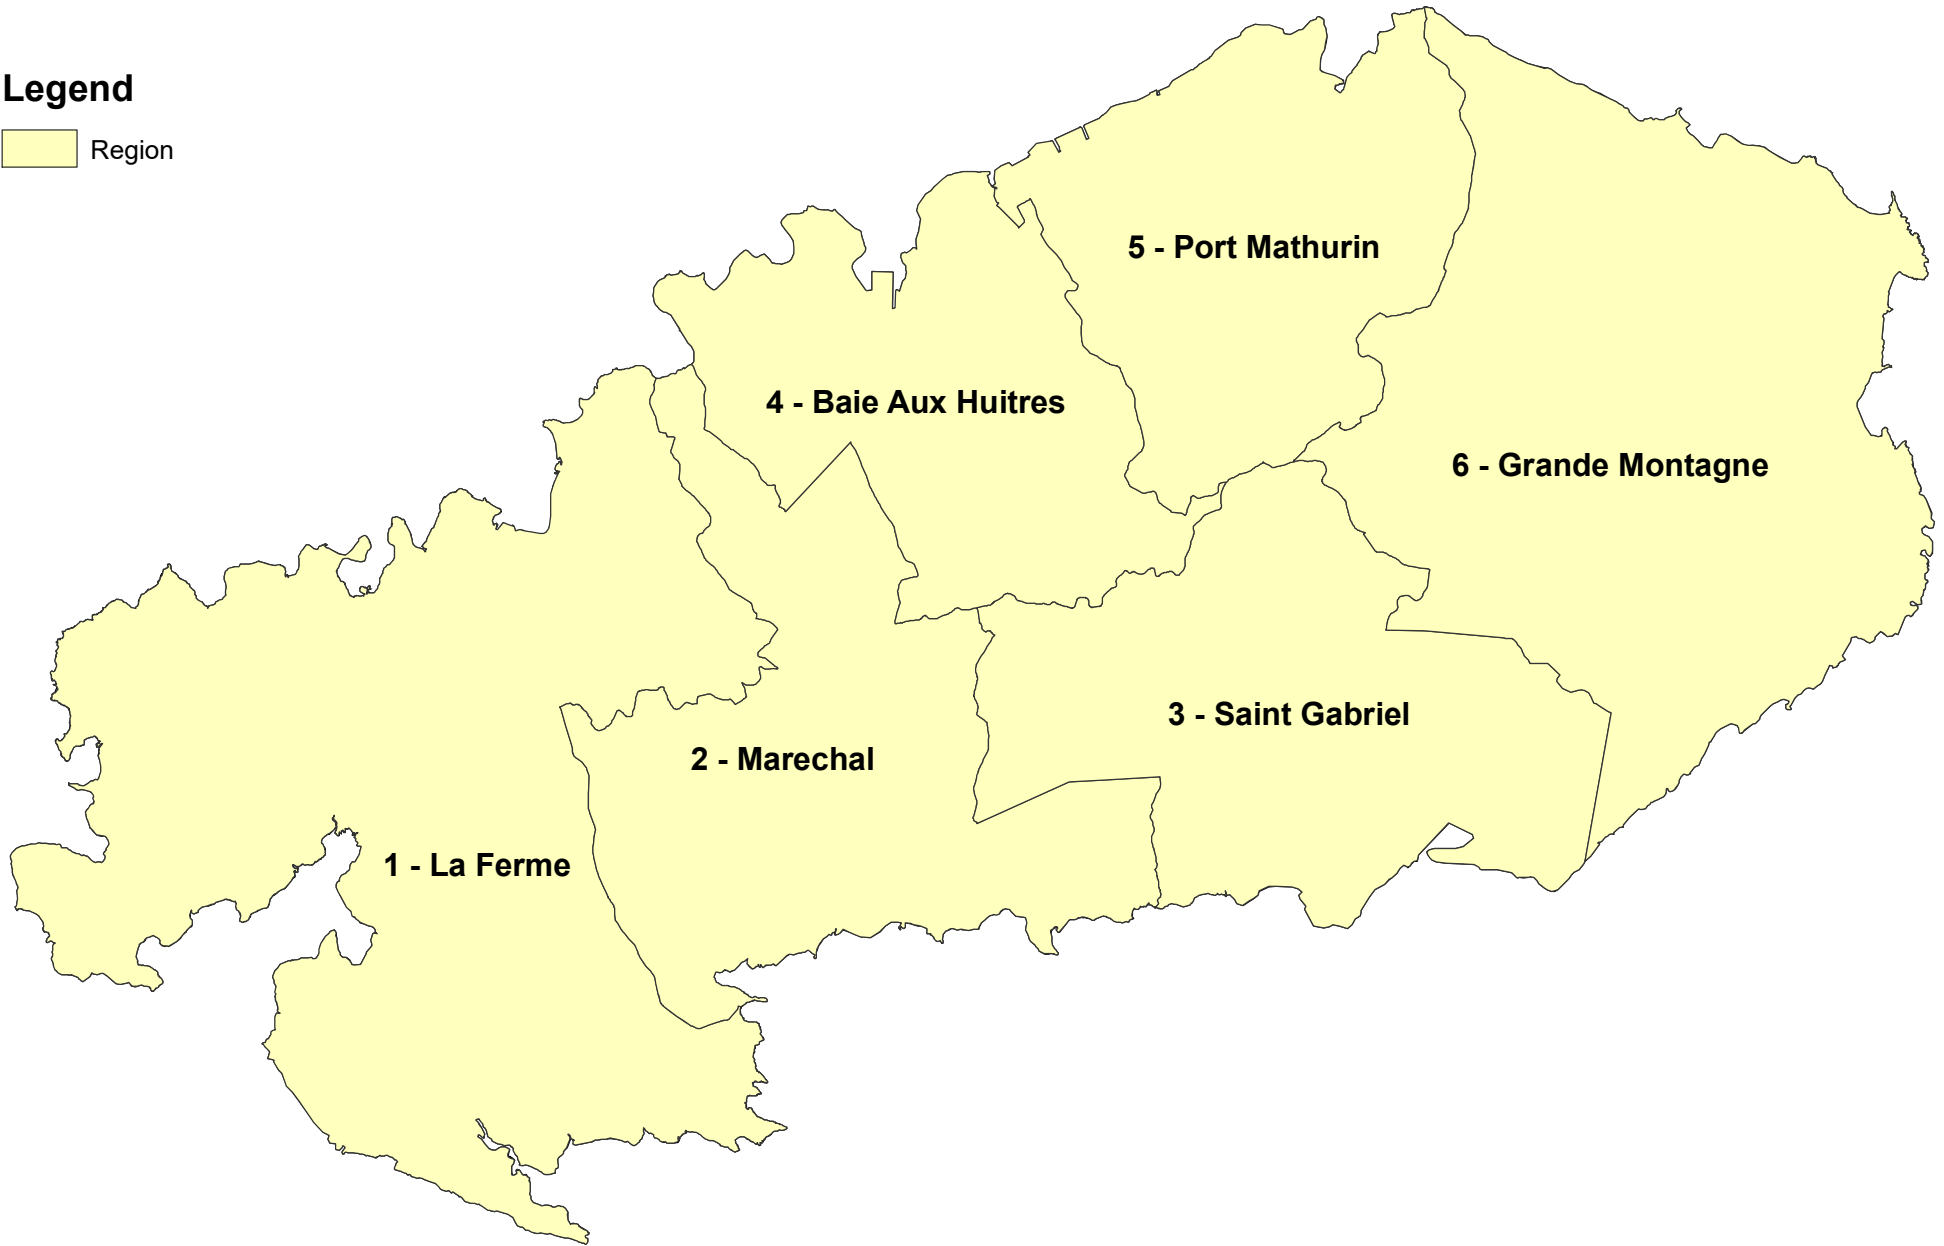 Legend
Region
5 - Port Mathurin
4 - Baie Aux Huitres
6 - Grande Montagne
3 - Saint Gabriel
2 - Marechal
1 - La Ferme